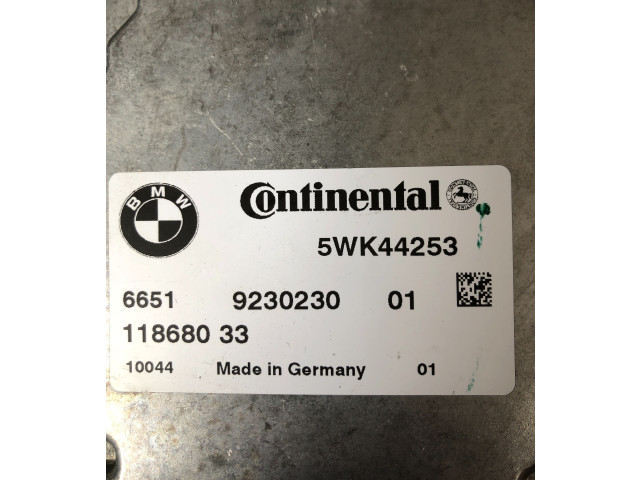 BMW
Continental
5WK44253
6651 9230230 01
118680 33
10044 Made in Germany 01